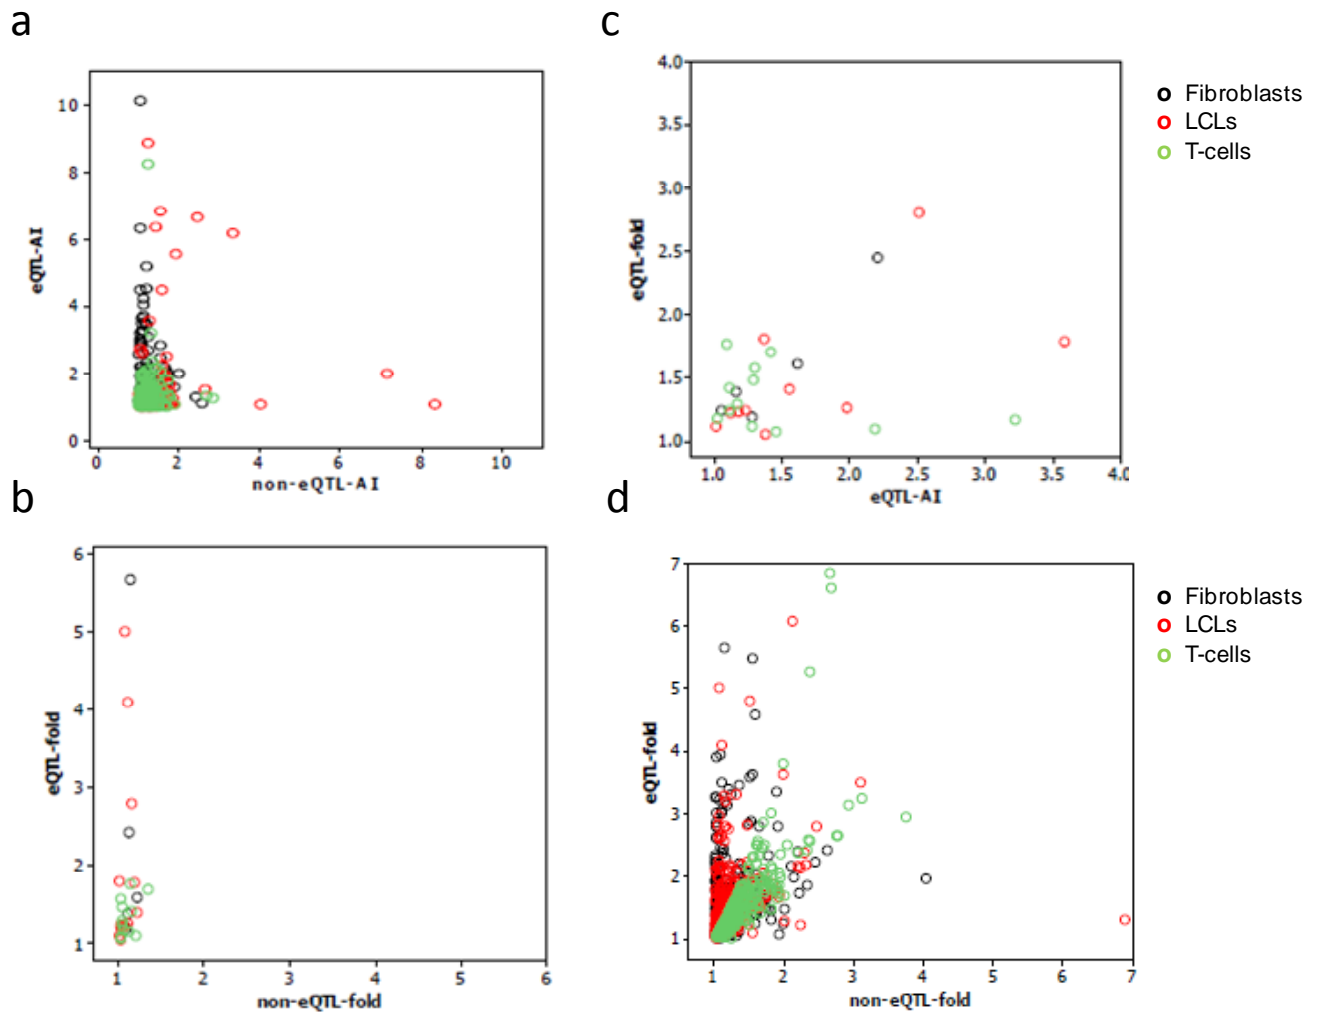 a
10
8
6
4
2
0
eQTL-AI
0 2 4 6 8 10
non-eQTL-AI
c
4.0
3.5
3.0
2.5
2.0
1.5
1.0
eQTL-fold
1.0 1.5 2.0 2.5 3.0 3.5 4.0
eQTL-AI
Fibroblasts
LCLs
T-cells
b
6
5
4
3
2
1
eQTL-fold
1 2 3 4 5 6
non-eQTL-fold
d
7
6
5
4
3
2
1
eQTL-fold
1 2 3 4 5 6 7
non-eQTL-fold
Fibroblasts
LCLs
T-cells